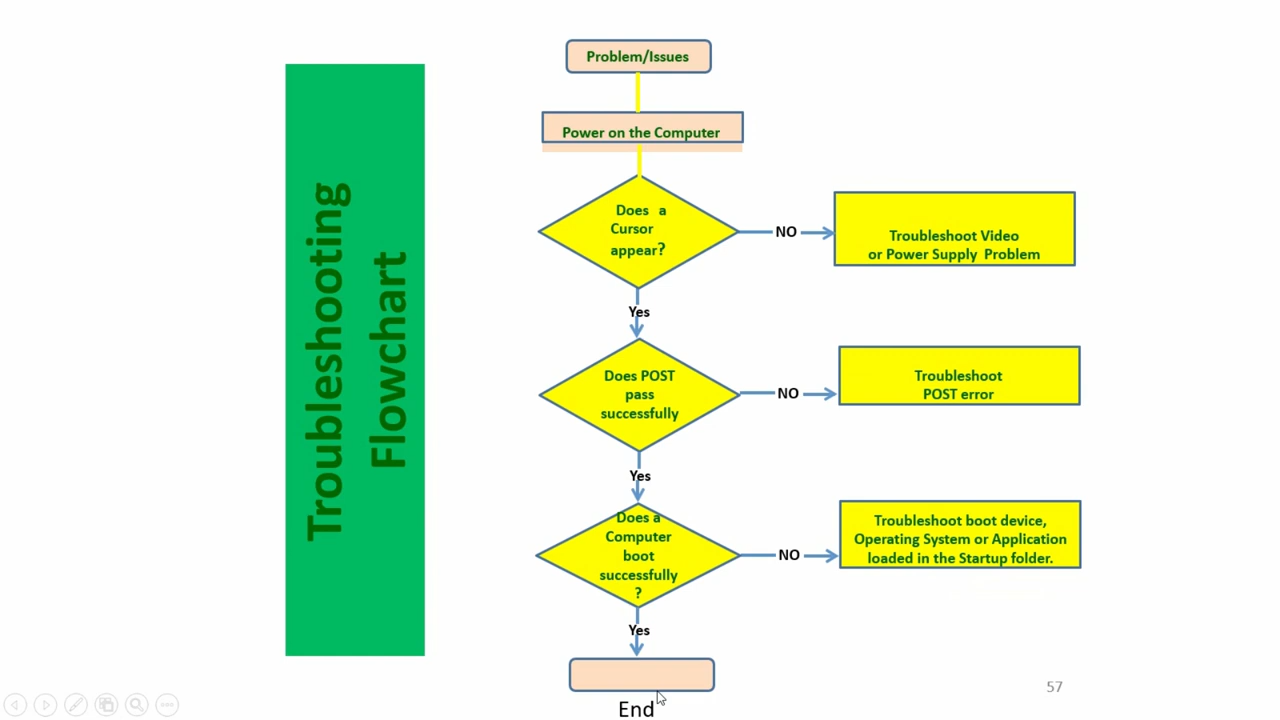 Troubleshooting
Flowchart
Problem/Issues
Power on the Computer
Does a
Cursor
appear?
NO
Troubleshoot Video
or Power Supply Problem
Yes
Does POST
pass
successfully
NO
Troubleshoot
POST error
Yes
Does a
Computer
boot
successfully
?
NO
Troubleshoot boot device,
Operating System or Application
loaded in the Startup folder.
Yes
End
57